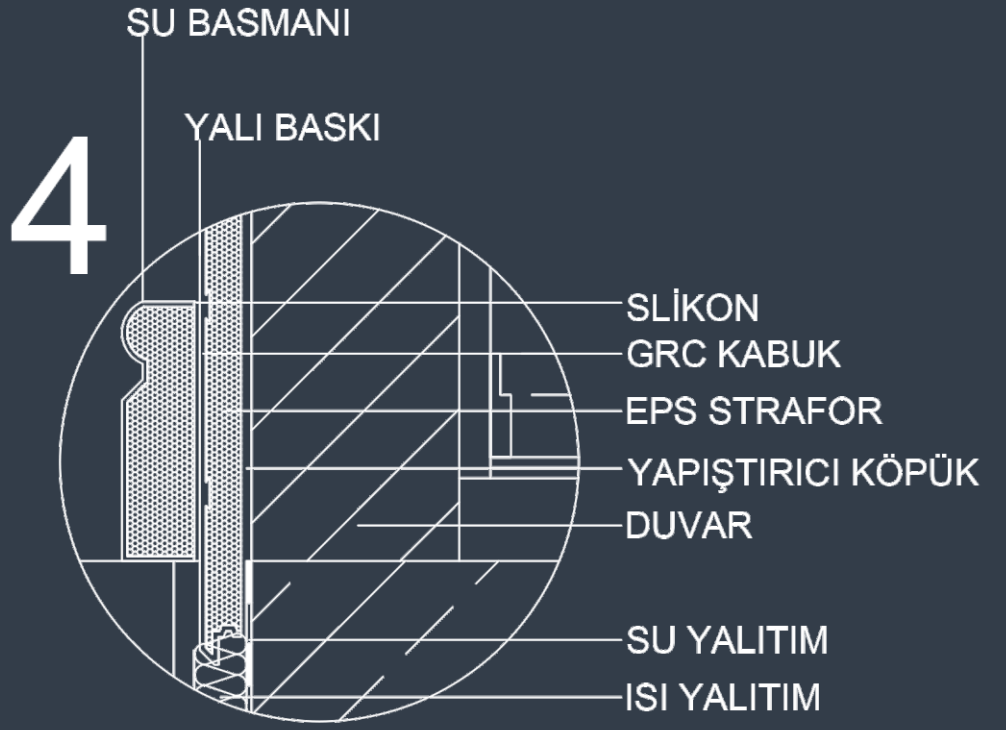 SU BASMANI
YALI BASKI
4
SLİKON
GRC KABUK
EPS STRAFOR
YAPIŞTIRICI KÖPÜK
DUVAR
SU YALITIM
ISI YALITIM